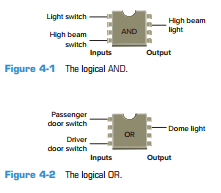 Light switch
AND
High beam
light
High beam
switch
Inputs
Output
Figure 4-1 The logical AND.
Passenger
door switch
OR
Dome light
Driver
door switch
Inputs
Output
Figure 4-2 The logical OR.